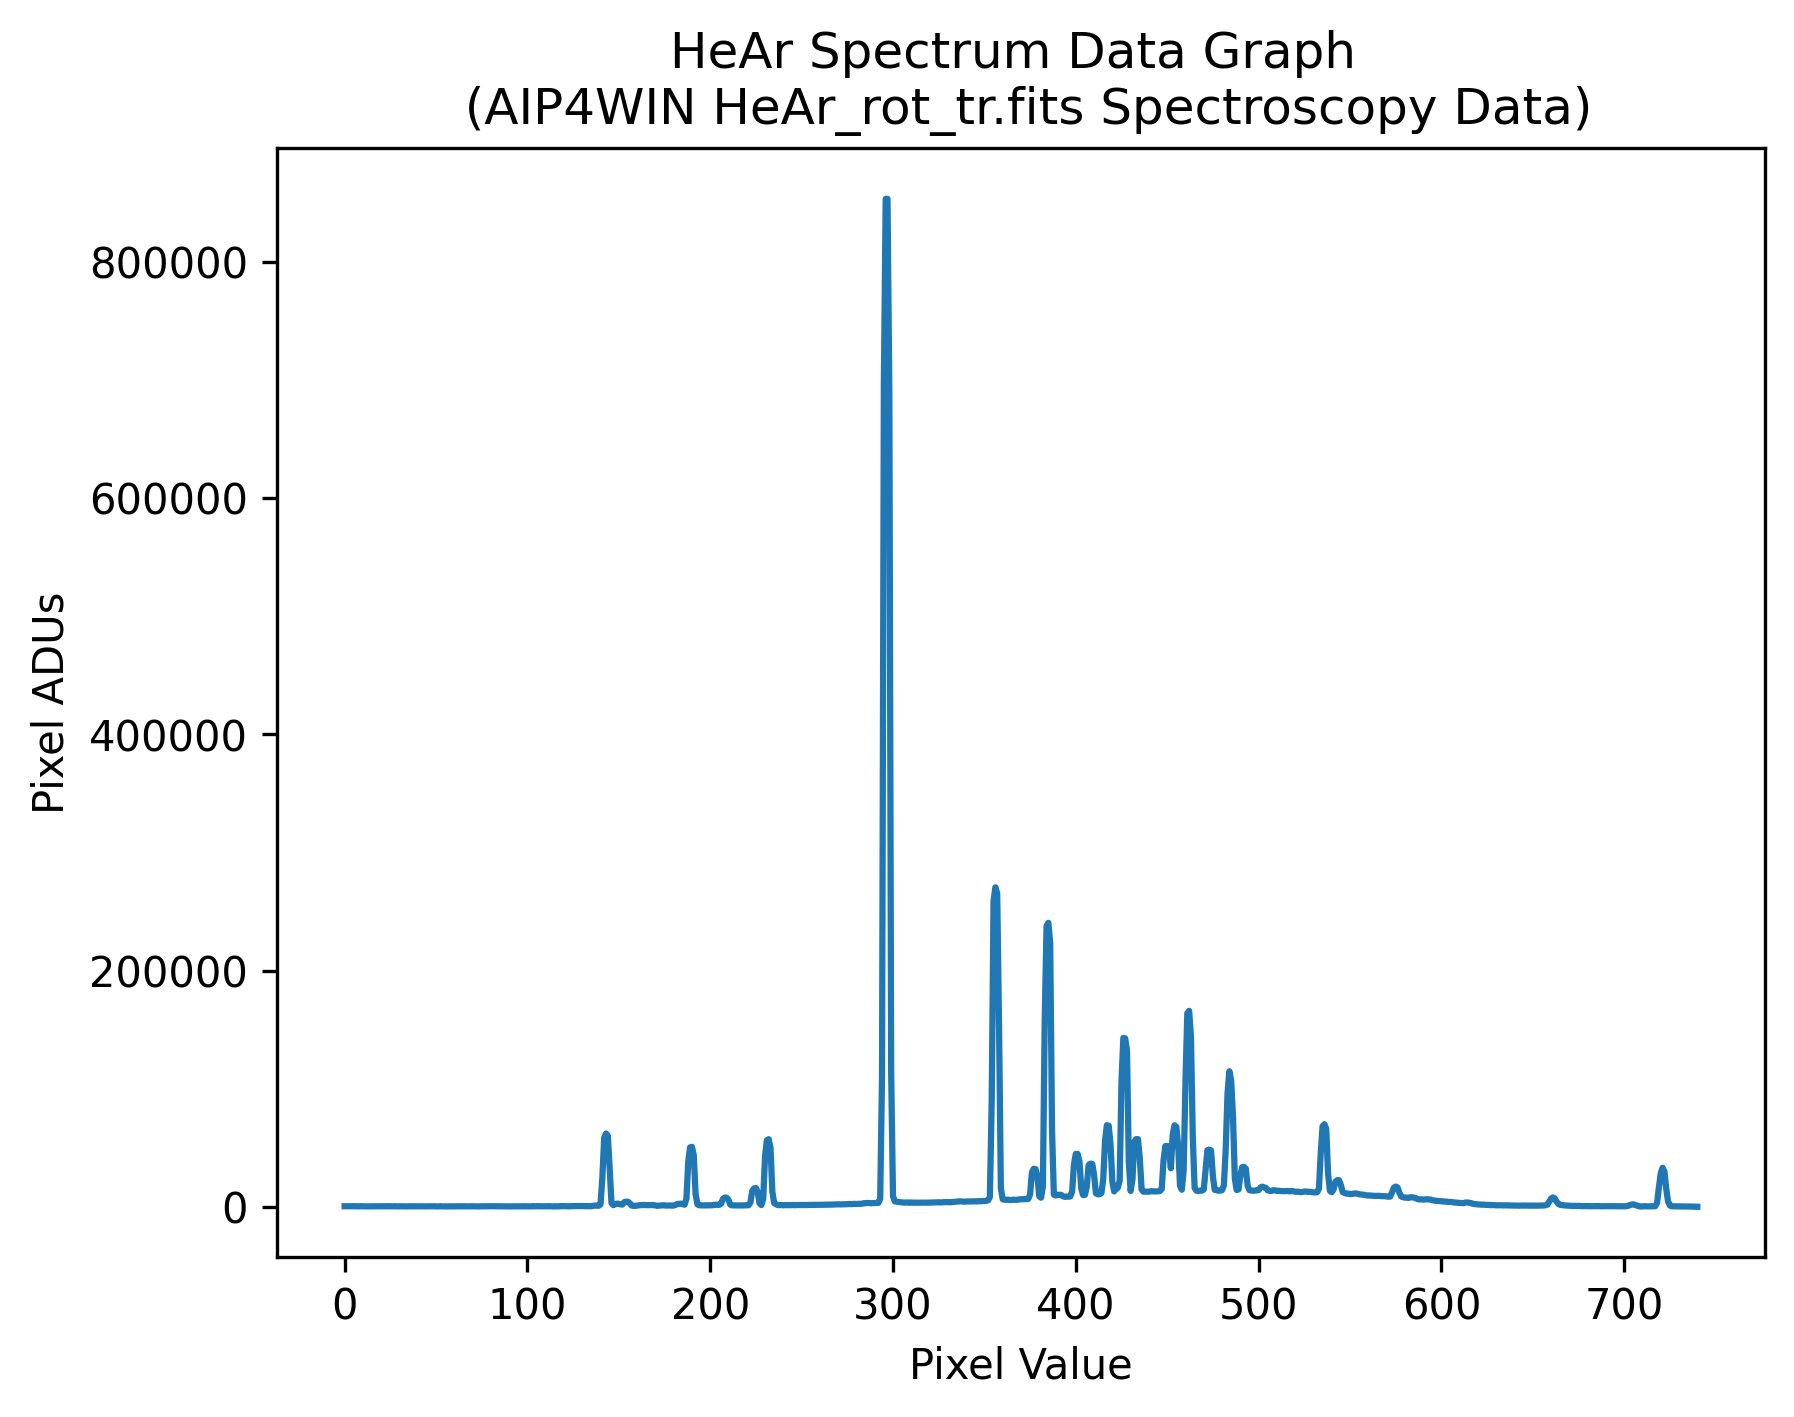 HeAr Spectrum Data Graph
(AIP4WIN HeAr_rot_tr.fits Spectroscopy Data)
800000
600000
400000
200000
0
Pixel ADUs
0 100 200 300 400 500 600 700
Pixel Value